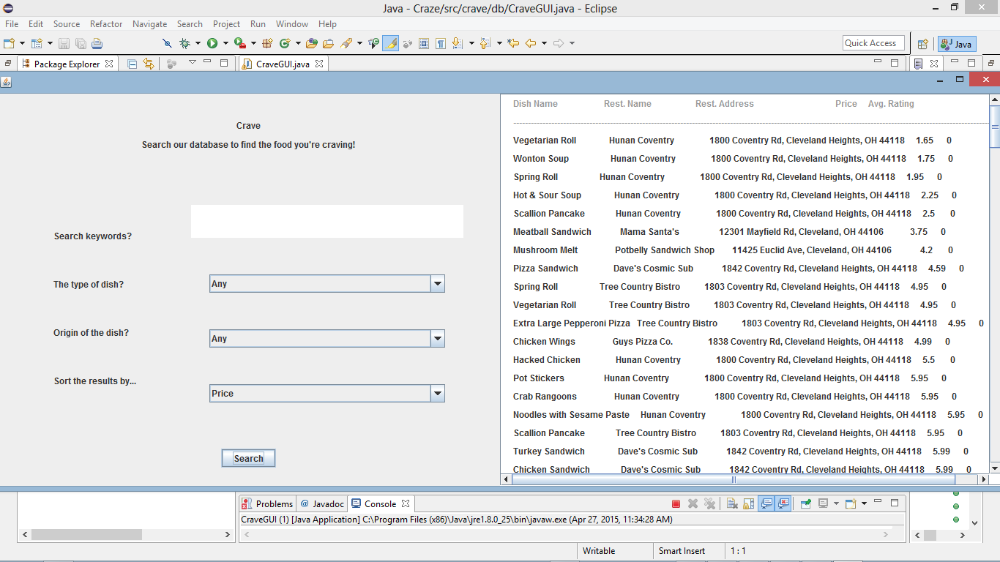 Java - Craze/src/crave/db/CraveGUI.java - Eclipse
File Edit Source Refactor Navigate Search Project Run Window Help
Quick Access Java
Package Explorer CraveGUI.java
Crave
Search our database to find the food you're craving!
Search keywords?
The type of dish? Any
Origin of the dish? Any
Sort the results by... Price
Search
Dish Name Rest. Name Rest. Address Price Avg. Rating
Vegetarian Roll Hunan Coventry 1800 Coventry Rd, Cleveland Heights, OH 44118 1.65 0
Wonton Soup Hunan Coventry 1800 Coventry Rd, Cleveland Heights, OH 44118 1.75 0
Spring Roll Hunan Coventry 1800 Coventry Rd, Cleveland Heights, OH 44118 1.95 0
Hot & Sour Soup Hunan Coventry 1800 Coventry Rd, Cleveland Heights, OH 44118 2.25 0
Scallion Pancake Hunan Coventry 1800 Coventry Rd, Cleveland Heights, OH 44118 2.5 0
Meatball Sandwich Mama Santa's 12301 Mayfield Rd, Cleveland, OH 44106 3.75 0
Mushroom Melt Potbelly Sandwich Shop 11425 Euclid Ave, Cleveland, OH 44106 4.2 0
Pizza Sandwich Dave's Cosmic Sub 1842 Coventry Rd, Cleveland Heights, OH 44118 4.59 0
Spring Roll Tree Country Bistro 1803 Coventry Rd, Cleveland Heights, OH 44118 4.95 0
Vegetarian Roll Tree Country Bistro 1803 Coventry Rd, Cleveland Heights, OH 44118 4.95 0
Extra Large Pepperoni Pizza Tree Country Bistro 1803 Coventry Rd, Cleveland Heights, OH 44118 4.95 0
Chicken Wings Guys Pizza Co. 1838 Coventry Rd, Cleveland Heights, OH 44118 4.99 0
Hacked Chicken Hunan Coventry 1800 Coventry Rd, Cleveland Heights, OH 44118 5.5 0
Pot Stickers Hunan Coventry 1800 Coventry Rd, Cleveland Heights, OH 44118 5.95 0
Crab Rangoons Hunan Coventry 1800 Coventry Rd, Cleveland Heights, OH 44118 5.95 0
Noodles with Sesame Paste Hunan Coventry 1800 Coventry Rd, Cleveland Heights, OH 44118 5.95 0
Scallion Pancake Tree Country Bistro 1803 Coventry Rd, Cleveland Heights, OH 44118 5.95 0
Turkey Sandwich Dave's Cosmic Sub 1842 Coventry Rd, Cleveland Heights, OH 44118 5.99 0
Chicken Sandwich Dave's Cosmic Sub 1842 Coventry Rd, Cleveland Heights, OH 44118 5.99 0
Problems @ Javadoc Console
CraveGUI (1) [Java Application] C:\Program Files (x86)\Java\jre1.8.0_25\bin\javaw.exe (Apr 27, 2015, 11:34:28 AM)
Writable Smart Insert 1 : 1